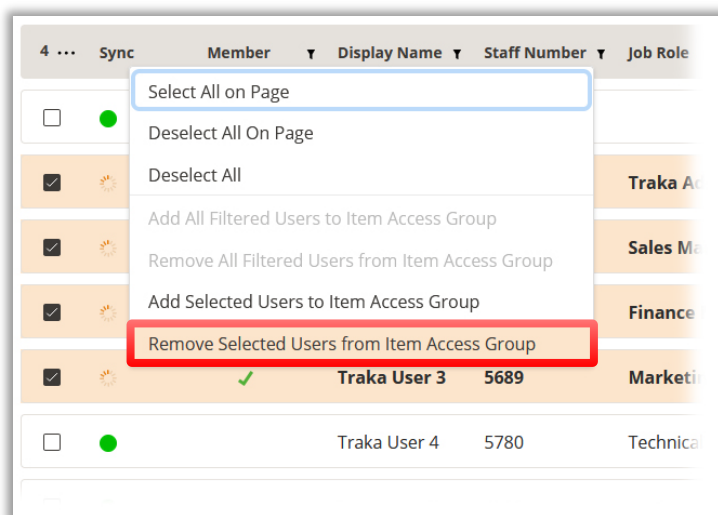 4 ... Sync Member Display Name Staff Number Job Role
Select All on Page
Deselect All On Page
Deselect All
Traka
Add All Filtered Users to Item Access Group
Sales
Remove All Filtered Users from Item Access Group
Add Selected Users to Item Access Group
Finance
Remove Selected Users from Item Access Group
Traka User 3 5689
Traka User 4 5780